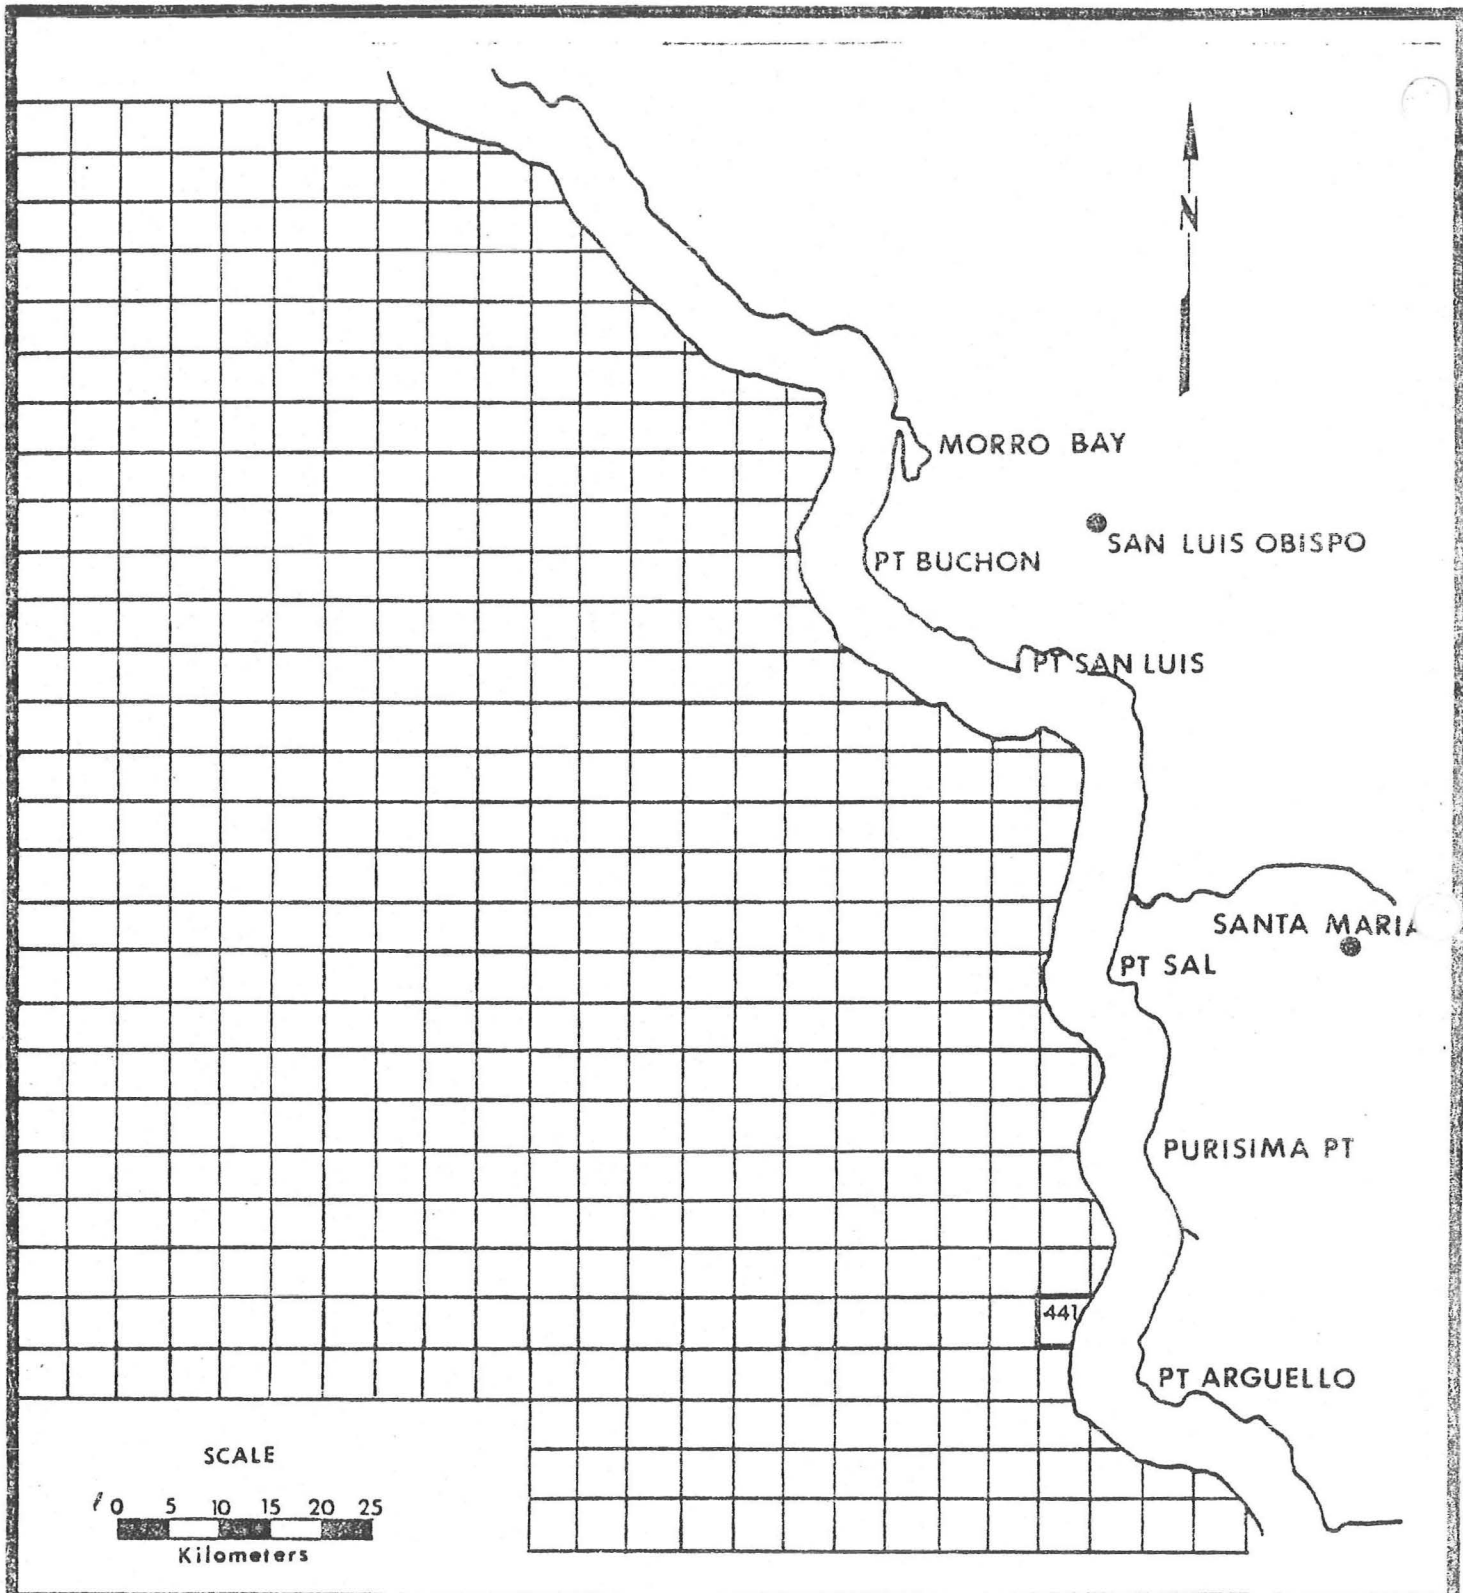 N
MORRO BAY
SAN LUIS OBISPO
PT BUCHON
PT SAN LUIS
SANTA MARIA
PT SAL
PURISIMA PT
441
PT ARGUELLO
SCALE
0 5 10 15 20 25
Kilometers